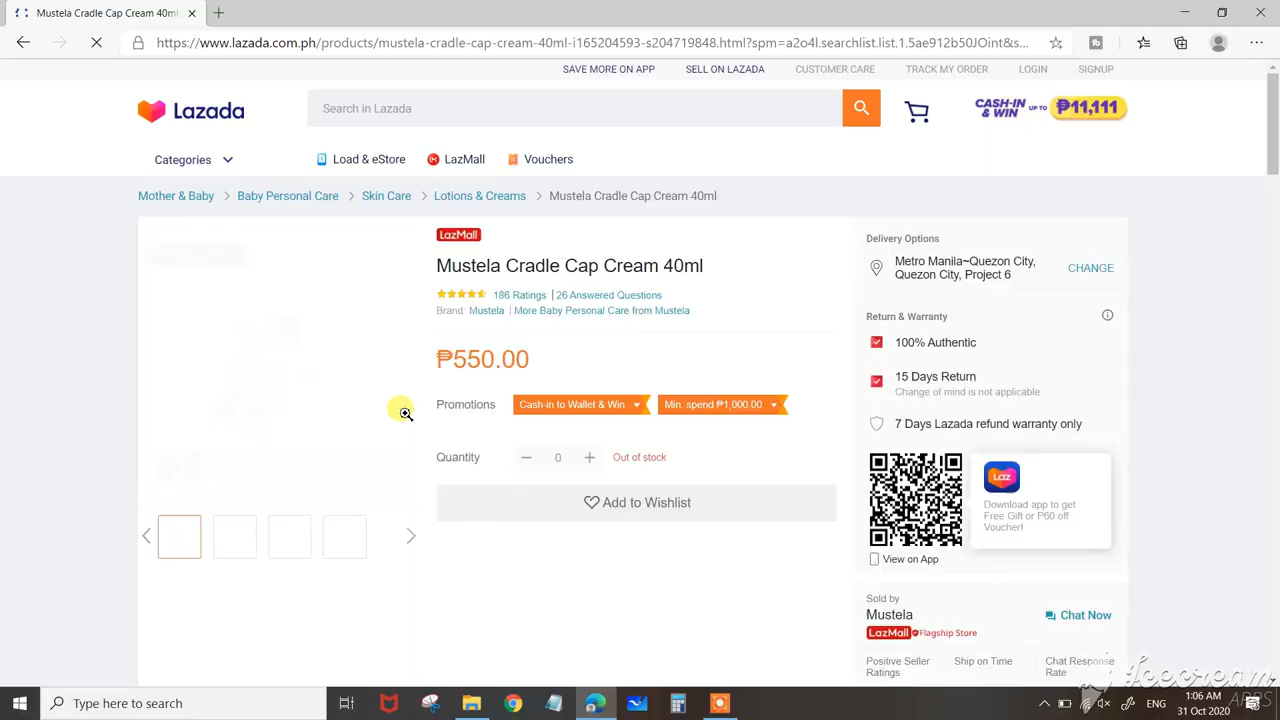 Mustela Cradle Cap Cream 40ml
https://www.lazada.com.ph/products/mustela-cradle-cap-cream-40ml-i165204593-s204719848.html?spm=a2o4l.searchlist.list.1.5ae912b50JOint&s...
SAVE MORE ON APP SELL ON LAZADA CUSTOMER CARE TRACK MY ORDER LOGIN SIGNUP
Lazada Search in Lazada CASH-IN & WIN UP TO ₱11,111
Categories Load & eStore LazMall Vouchers
Mother & Baby > Baby Personal Care > Skin Care > Lotions & Creams > Mustela Cradle Cap Cream 40ml
LazMall
Mustela Cradle Cap Cream 40ml
186 Ratings | 26 Answered Questions
Brand: Mustela | More Baby Personal Care from Mustela
₱550.00
Promotions Cash-in to Wallet & Win Min. spend ₱1,000.00
Quantity − 0 + Out of stock
Add to Wishlist
Delivery Options
Metro Manila~Quezon City,
Quezon City, Project 6
CHANGE
Return & Warranty
100% Authentic
15 Days Return
Change of mind is not applicable
7 Days Lazada refund warranty only
Laz
Download app to get
Free Gift or P60 off
Voucher!
View on App
Sold by
Mustela
Chat Now
LazMall Flagship Store
Positive Seller
Ratings
Ship on Time
Chat Response
Rate
Icecream
APPS
Type here to search
ENG
1:06 AM
31 Oct 2020